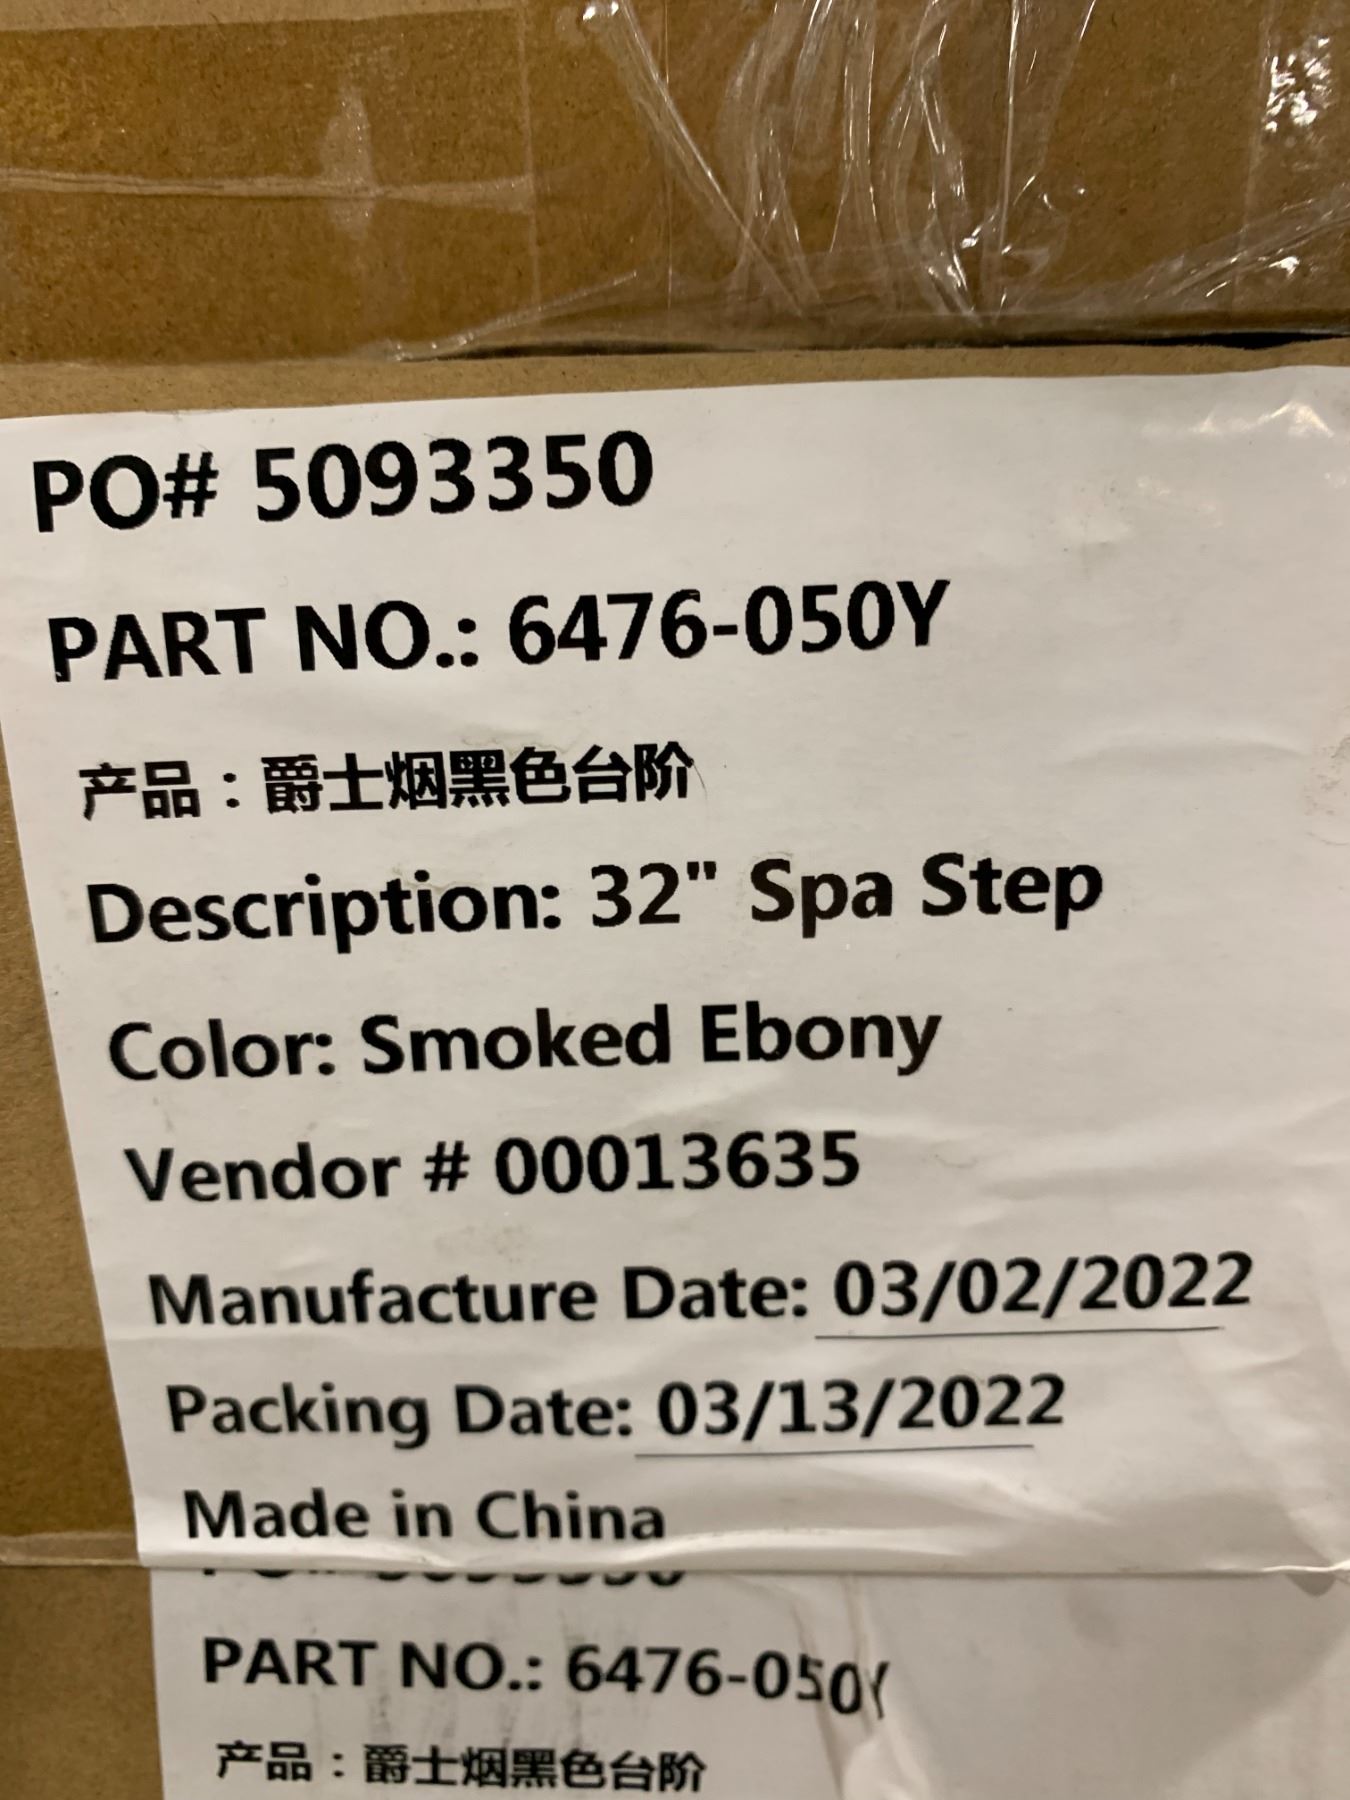 PO# 5093350
PART NO.: 6476-050Y
产品：爵士烟黑色台阶
Description: 32" Spa Step
Color: Smoked Ebony
Vendor # 00013635
Manufacture Date: 03/02/2022
Packing Date: 03/13/2022
Made in China
PART NO.: 6476-050Y
产品：爵士烟黑色台阶